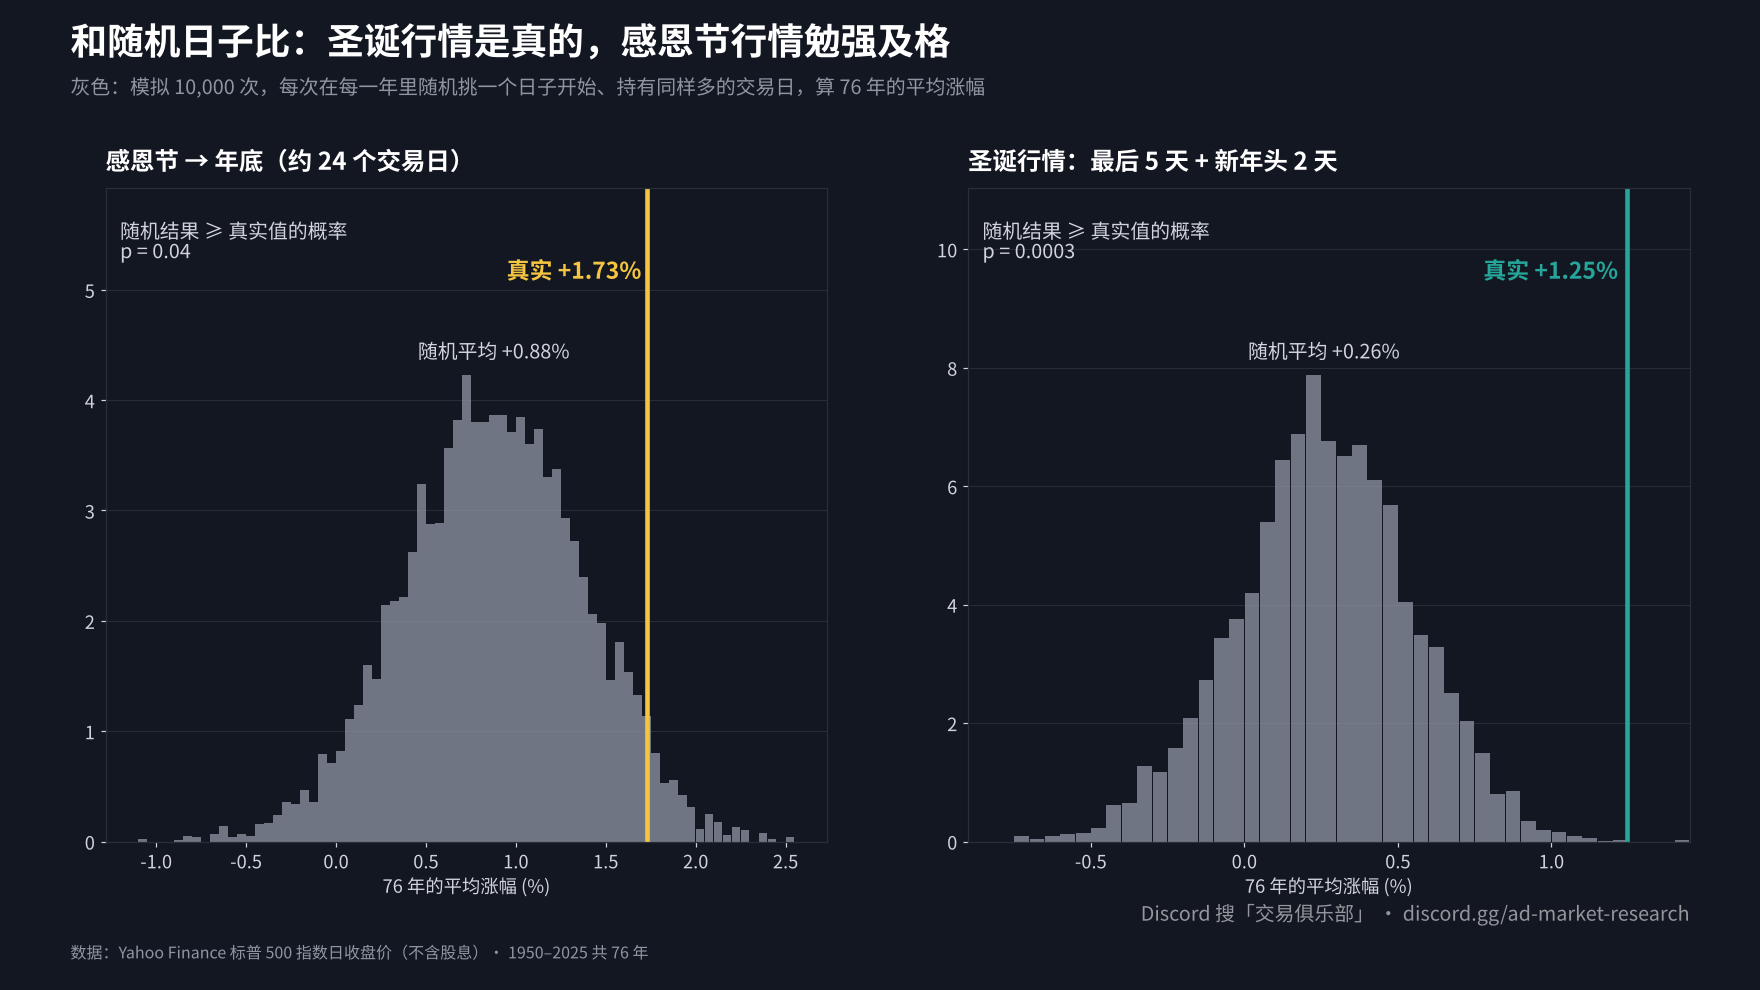 和随机日子比：圣诞行情是真的，感恩节行情勉强及格
灰色：模拟 10,000 次，每次在每一年里随机挑一个日子开始、持有同样多的交易日，算 76 年的平均涨幅
感恩节 → 年底（约 24 个交易日）
随机结果 ⩾ 真实值的概率
p = 0.04
真实 +1.73%
随机平均 +0.88%
5
4
3
2
1
0
-1.0 -0.5 0.0 0.5 1.0 1.5 2.0 2.5
76 年的平均涨幅 (%)
圣诞行情：最后 5 天 + 新年头 2 天
随机结果 ⩾ 真实值的概率
p = 0.0003
真实 +1.25%
随机平均 +0.26%
10
8
6
4
2
0
-0.5 0.0 0.5 1.0
76 年的平均涨幅 (%)
Discord 搜「交易俱乐部」 · discord.gg/ad-market-research
数据：Yahoo Finance 标普 500 指数日收盘价（不含股息） · 1950–2025 共 76 年